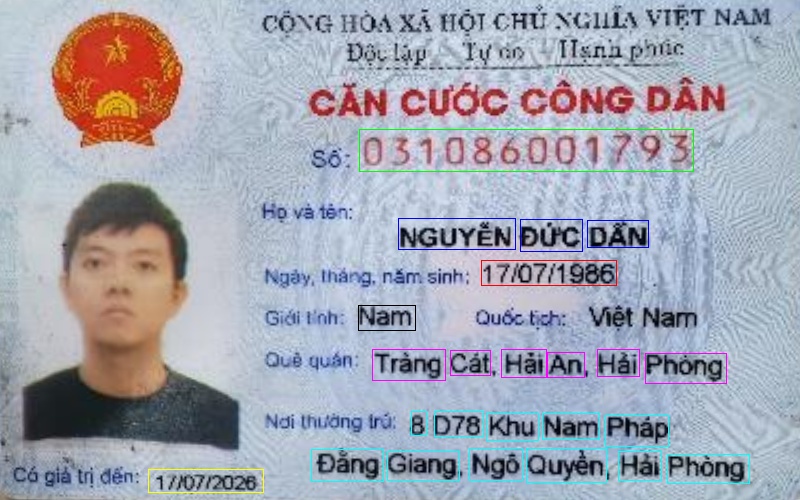 CỘNG HÒA XÃ HỘI CHỦ NGHĨA VIỆT NAM
Độc lập Tự do Hạnh phúc
CĂN CƯỚC CÔNG DÂN
Số: 031086001793
Họ và tên:
NGUYỄN ĐỨC DẤN
Ngày, tháng, năm sinh: 17/07/1986
Giới tính: Nam Quốc tịch: Việt Nam
Quê quán: Tràng Cát, Hải An, Hải Phòng
Nơi thường trú: 8 D78 Khu Nam Pháp
Đằng Giang, Ngô Quyền, Hải Phòng
Có giá trị đến: 17/07/2026